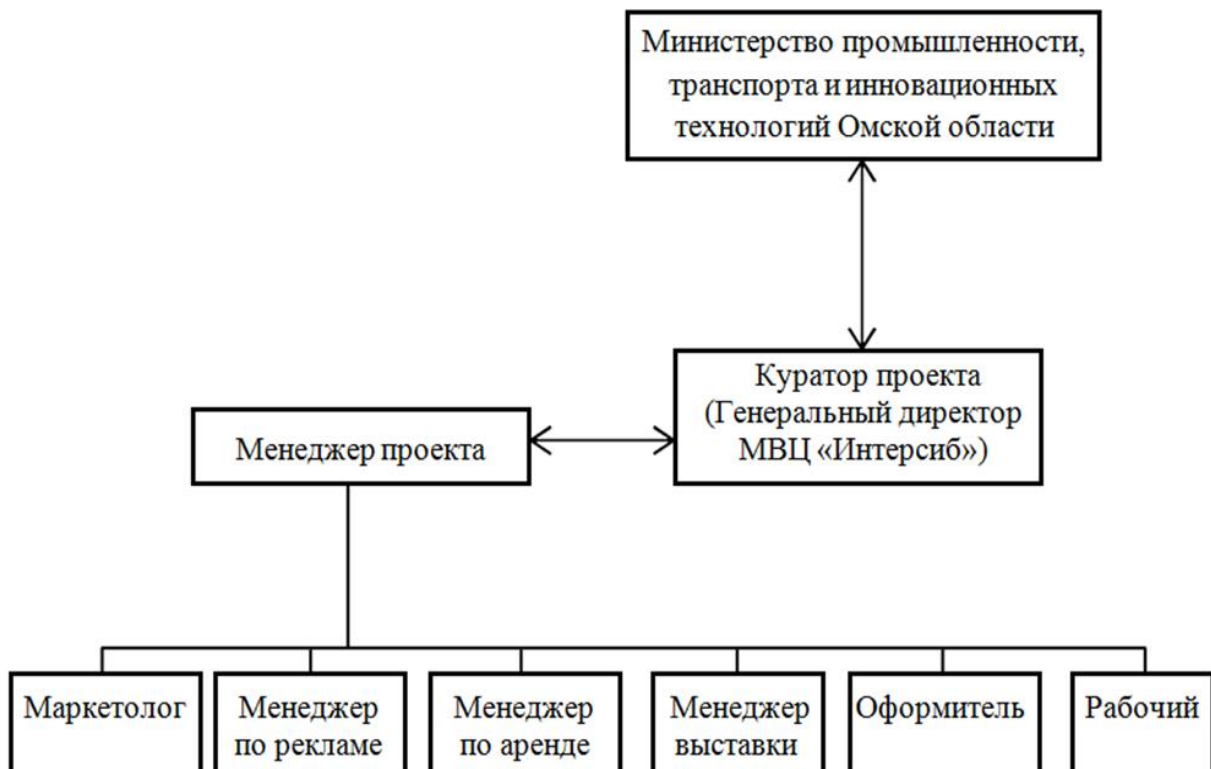 Министерство промышленности,
транспорта и инновационных
технологий Омской области
Куратор проекта
(Генеральный директор
МВЦ «Интерсиб»)
Менеджер проекта
Маркетолог
Менеджер
по рекламе
Менеджер
по аренде
Менеджер
выставки
Оформитель
Рабочий